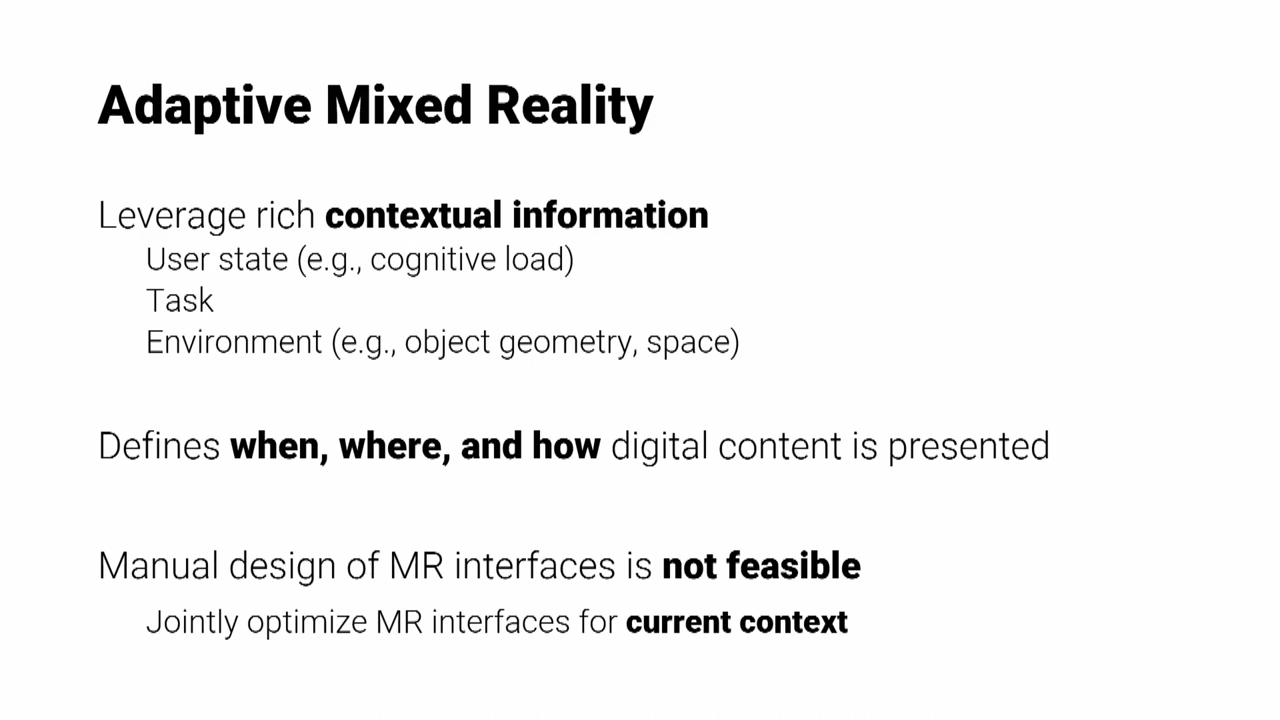 Adaptive Mixed Reality
Leverage rich contextual information
User state (e.g., cognitive load)
Task
Environment (e.g., object geometry, space)
Defines when, where, and how digital content is presented
Manual design of MR interfaces is not feasible
Jointly optimize MR interfaces for current context